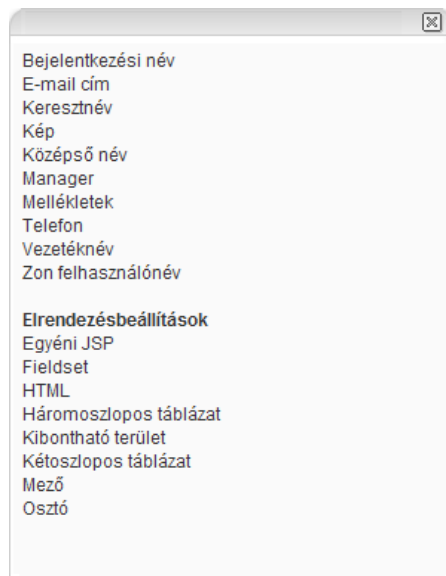 Bejelentkezési név
E-mail cím
Keresztnév
Kép
Középső név
Manager
Mellékletek
Telefon
Vezetéknév
Zon felhasználónév
Elrendezésbeállítások
Egyéni JSP
Fieldset
HTML
Háromoszlopos táblázat
Kibontható terület
Kétoszlopos táblázat
Mező
Osztó